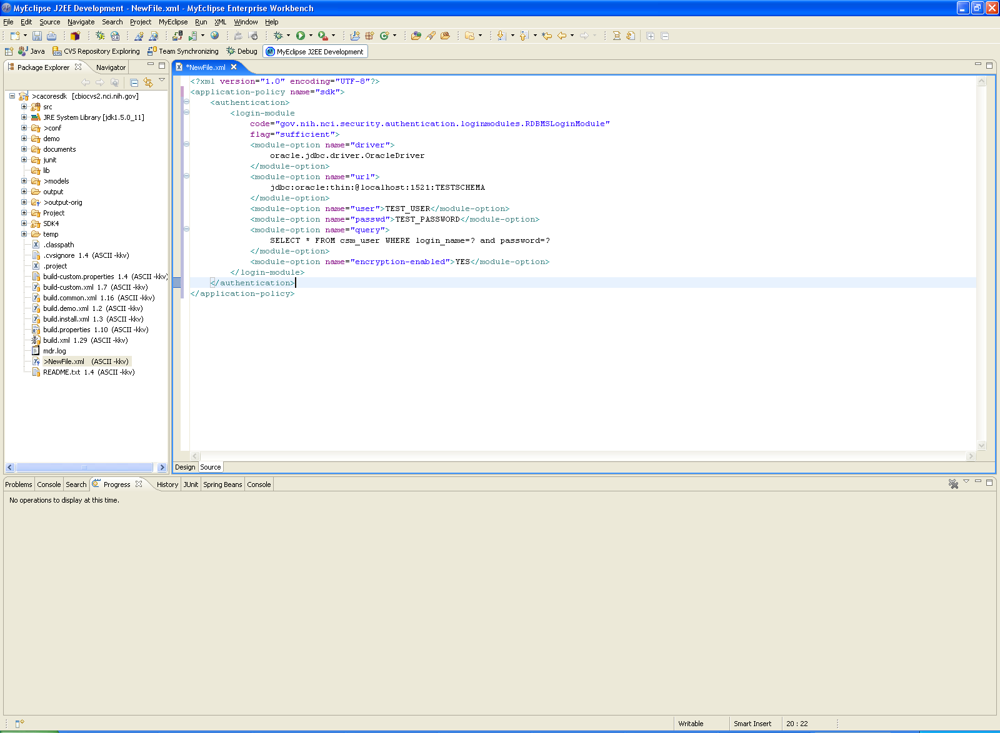 MyEclipse J2EE Development - NewFile.xml - MyEclipse Enterprise Workbench
File Edit Source Navigate Search Project MyEclipse Run XML Window Help
Java CVS Repository Exploring Team Synchronizing Debug MyEclipse J2EE Development
Package Explorer Navigator
>cacoresdk [cbiocvs2.nci.nih.gov]
src
JRE System Library [jdk1.5.0_11]
>conf
demo
documents
junit
lib
>models
output
>output-orig
Project
SDK4
temp
.classpath
.cvsignore 1.4 (ASCII -kkv)
.project
build-custom.properties 1.4 (ASCII -kkv)
build-custom.xml 1.7 (ASCII -kkv)
build.common.xml 1.16 (ASCII -kkv)
build.demo.xml 1.2 (ASCII -kkv)
build.install.xml 1.3 (ASCII -kkv)
build.properties 1.10 (ASCII -kkv)
build.xml 1.29 (ASCII -kkv)
mdr.log
>NewFile.xml (ASCII -kkv)
README.txt 1.4 (ASCII -kkv)
*NewFile.xml
<?xml version="1.0" encoding="UTF-8"?>
<application-policy name="sdk">
<authentication>
<login-module
code="gov.nih.nci.security.authentication.loginmodules.RDBMSLoginModule"
flag="sufficient">
<module-option name="driver">
oracle.jdbc.driver.OracleDriver
</module-option>
<module-option name="url">
jdbc:oracle:thin:@localhost:1521:TESTSCHEMA
</module-option>
<module-option name="user">TEST_USER</module-option>
<module-option name="passwd">TEST_PASSWORD</module-option>
<module-option name="query">
SELECT * FROM csm_user WHERE login_name=? and password=?
</module-option>
<module-option name="encryption-enabled">YES</module-option>
</login-module>
</authentication>
</application-policy>
Design Source
Problems Console Search Progress History JUnit Spring Beans Console
No operations to display at this time.
Writable Smart Insert 20 : 22